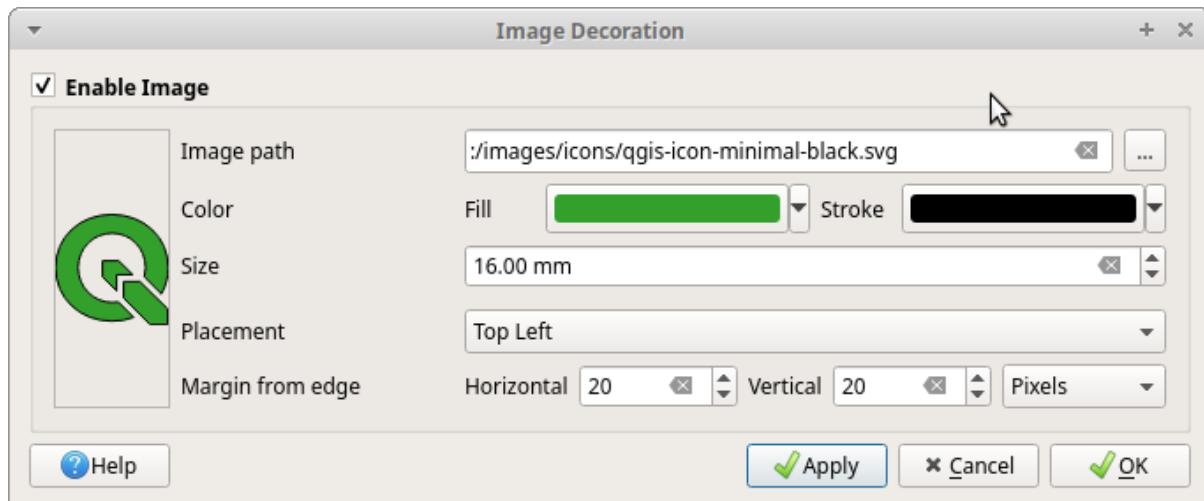 Image Decoration
Enable Image
Image path :/images/icons/qgis-icon-minimal-black.svg ...
Color Fill Stroke
Size 16.00 mm
Placement Top Left
Margin from edge Horizontal 20 Vertical 20 Pixels
Help Apply Cancel OK